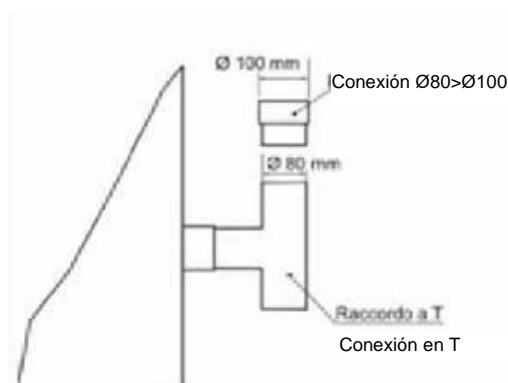 Ø 100 mm
Conexión Ø80>Ø100
Ø 80 mm
Raccordo a T
Conexión en T